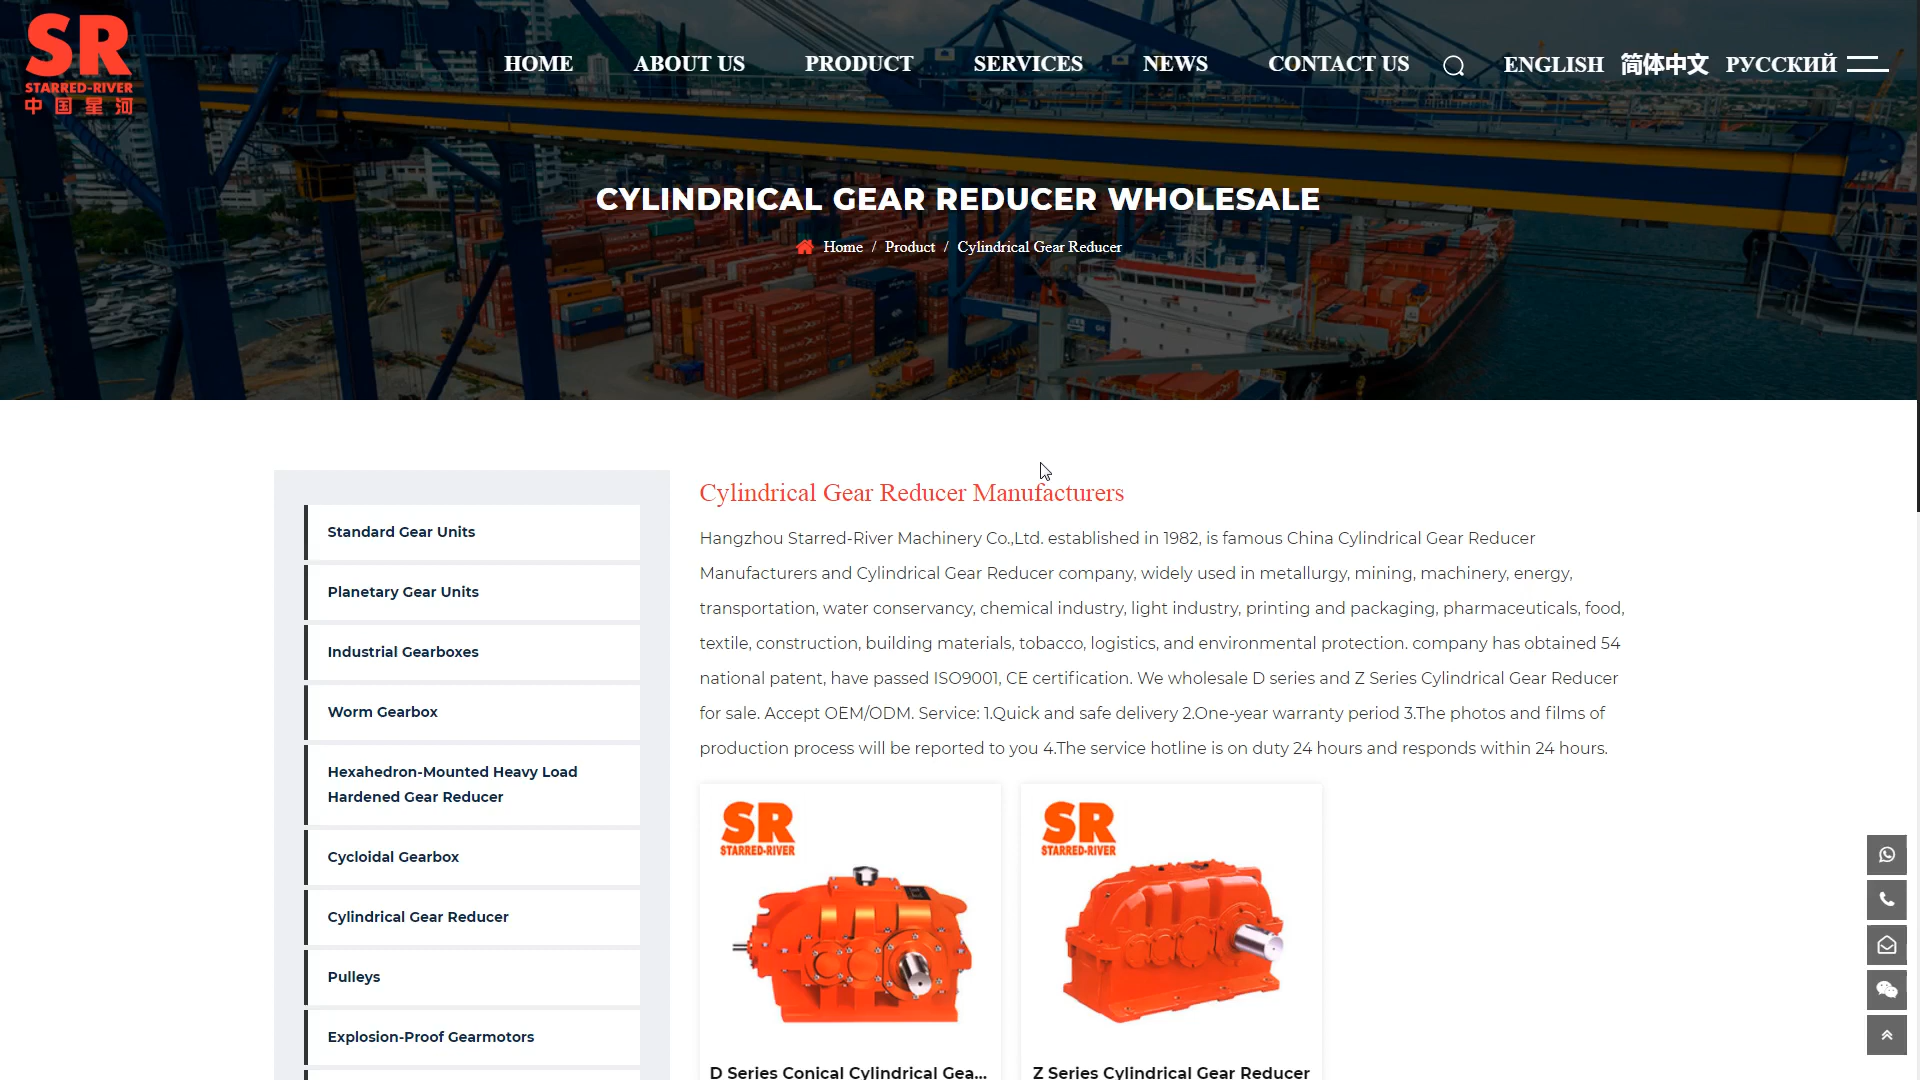 SR
STARRED-RIVER
中国星河
HOME
ABOUT US
PRODUCT
SERVICES
NEWS
CONTACT US
ENGLISH
简体中文
РУССКИЙ
CYLINDRICAL GEAR REDUCER WHOLESALE
Home / Product / Cylindrical Gear Reducer
Standard Gear Units
Planetary Gear Units
Industrial Gearboxes
Worm Gearbox
Hexahedron-Mounted Heavy Load
Hardened Gear Reducer
Cycloidal Gearbox
Cylindrical Gear Reducer
Pulleys
Explosion-Proof Gearmotors
Cylindrical Gear Reducer Manufacturers
Hangzhou Starred-River Machinery Co.,Ltd. established in 1982, is famous China Cylindrical Gear Reducer
Manufacturers and Cylindrical Gear Reducer company, widely used in metallurgy, mining, machinery, energy,
transportation, water conservancy, chemical industry, light industry, printing and packaging, pharmaceuticals, food,
textile, construction, building materials, tobacco, logistics, and environmental protection. company has obtained 54
national patent, have passed ISO9001, CE certification. We wholesale D series and Z Series Cylindrical Gear Reducer
for sale. Accept OEM/ODM. Service: 1.Quick and safe delivery 2.One-year warranty period 3.The photos and films of
production process will be reported to you 4.The service hotline is on duty 24 hours and responds within 24 hours.
SR
STARRED-RIVER
D Series Conical Cylindrical Gea...
SR
STARRED-RIVER
Z Series Cylindrical Gear Reducer